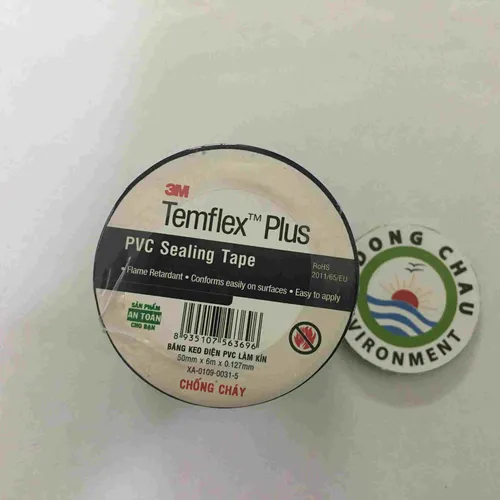 3M
Temflex™ Plus
PVC Sealing Tape
RoHS
2011/65/EU
• Flame Retardant • Conforms easily on surfaces • Easy to apply
SẢN PHẨM
AN TOÀN
CHO BẠN
8 935107 563696
BĂNG KEO ĐIỆN PVC LÀM KÍN
50mm x 6m x 0.127mm
XA-0109-0031-5
CHỐNG CHÁY
DONG CHAU
ENVIRONMENT